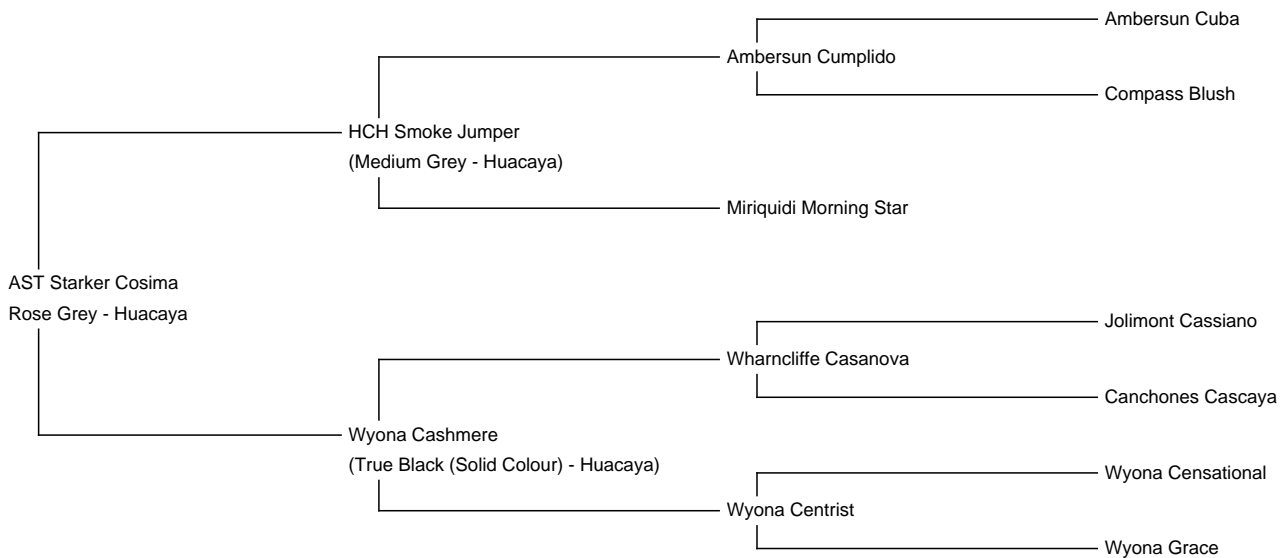 Ambersun Cuba
Ambersun Cumplido
Compass Blush
HCH Smoke Jumper
(Medium Grey - Huacaya)
Miriquidi Morning Star
AST Starker Cosima
Rose Grey - Huacaya
Jolimont Cassiano
Wharncliffe Casanova
Canchones Cascaya
Wyona Cashmere
(True Black (Solid Colour) - Huacaya)
Wyona Censational
Wyona Centrist
Wyona Grace